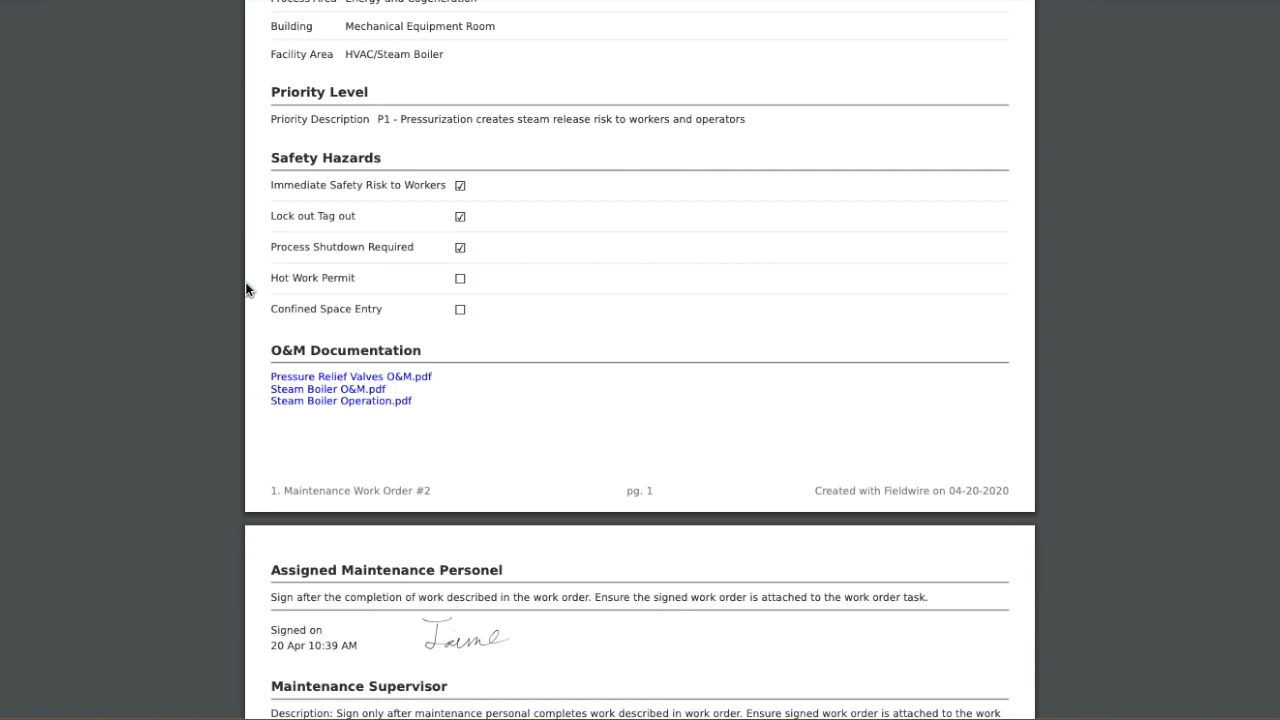 Process Area Energy and Cogeneration
Building Mechanical Equipment Room
Facility Area HVAC/Steam Boiler
Priority Level
Priority Description P1 - Pressurization creates steam release risk to workers and operators
Safety Hazards
Immediate Safety Risk to Workers ☑
Lock out Tag out ☑
Process Shutdown Required ☑
Hot Work Permit ☐
Confined Space Entry ☐
O&M Documentation
Pressure Relief Valves O&M.pdf
Steam Boiler O&M.pdf
Steam Boiler Operation.pdf
1. Maintenance Work Order #2 pg. 1 Created with Fieldwire on 04-20-2020
Assigned Maintenance Personel
Sign after the completion of work described in the work order. Ensure the signed work order is attached to the work order task.
Signed on
20 Apr 10:39 AM Jaime
Maintenance Supervisor
Description: Sign only after maintenance personal completes work described in work order. Ensure signed work order is attached to the work